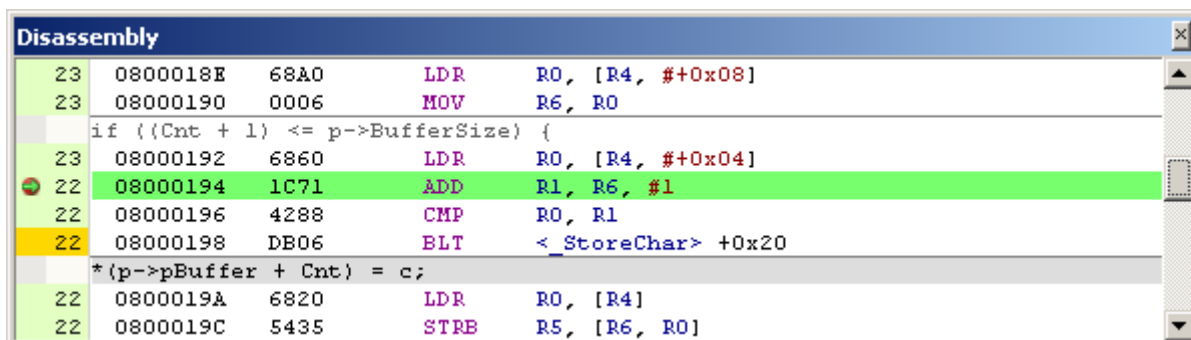 Disassembly
23 0800018E 68A0 LDR R0, [R4, #+0x08]
23 08000190 0006 MOV R6, R0
if ((Cnt + 1) <= p->BufferSize) {
23 08000192 6860 LDR R0, [R4, #+0x04]
22 08000194 1C71 ADD R1, R6, #1
22 08000196 4288 CMP R0, R1
22 08000198 DB06 BLT <_StoreChar> +0x20
*(p->pBuffer + Cnt) = c;
22 0800019A 6820 LDR R0, [R4]
22 0800019C 5435 STRB R5, [R6, R0]